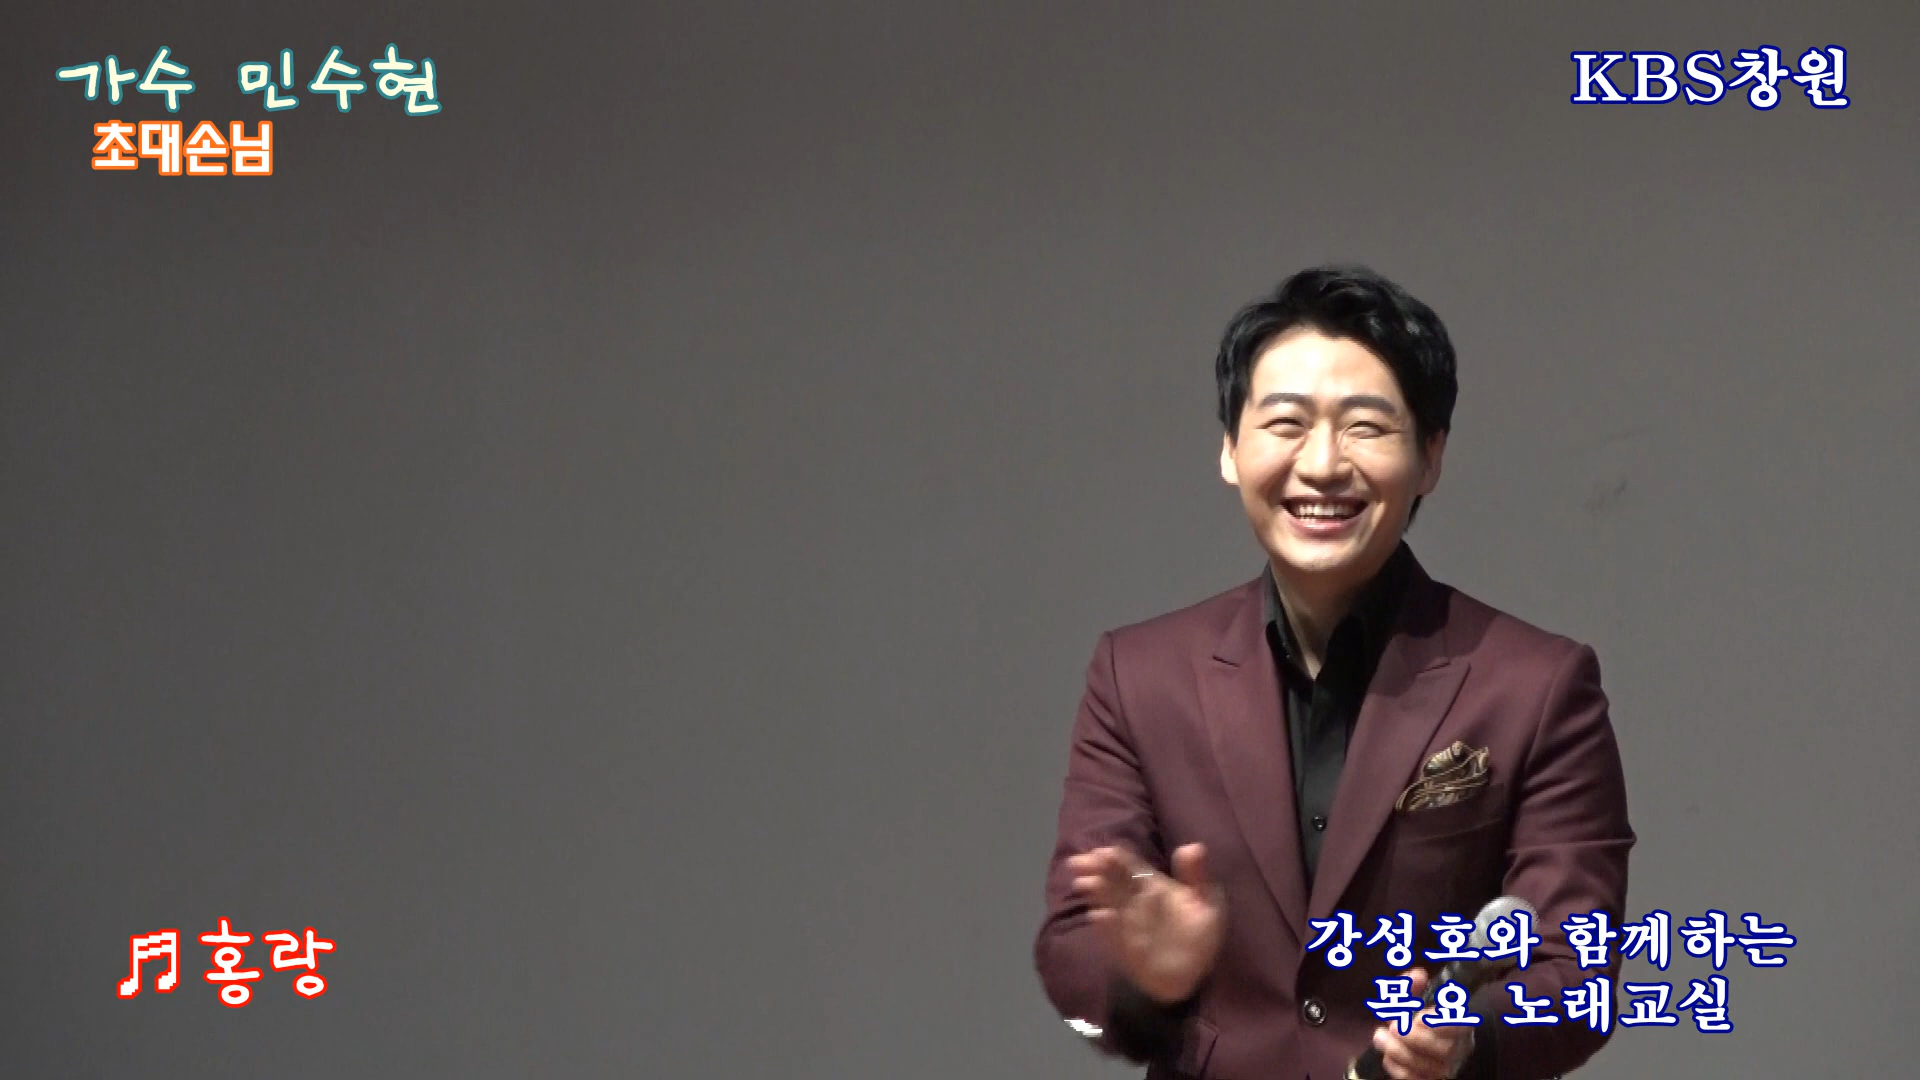 가수 민수현
초대손님
KBS창원
♬홍랑
강성호와 함께하는
목요 노래교실